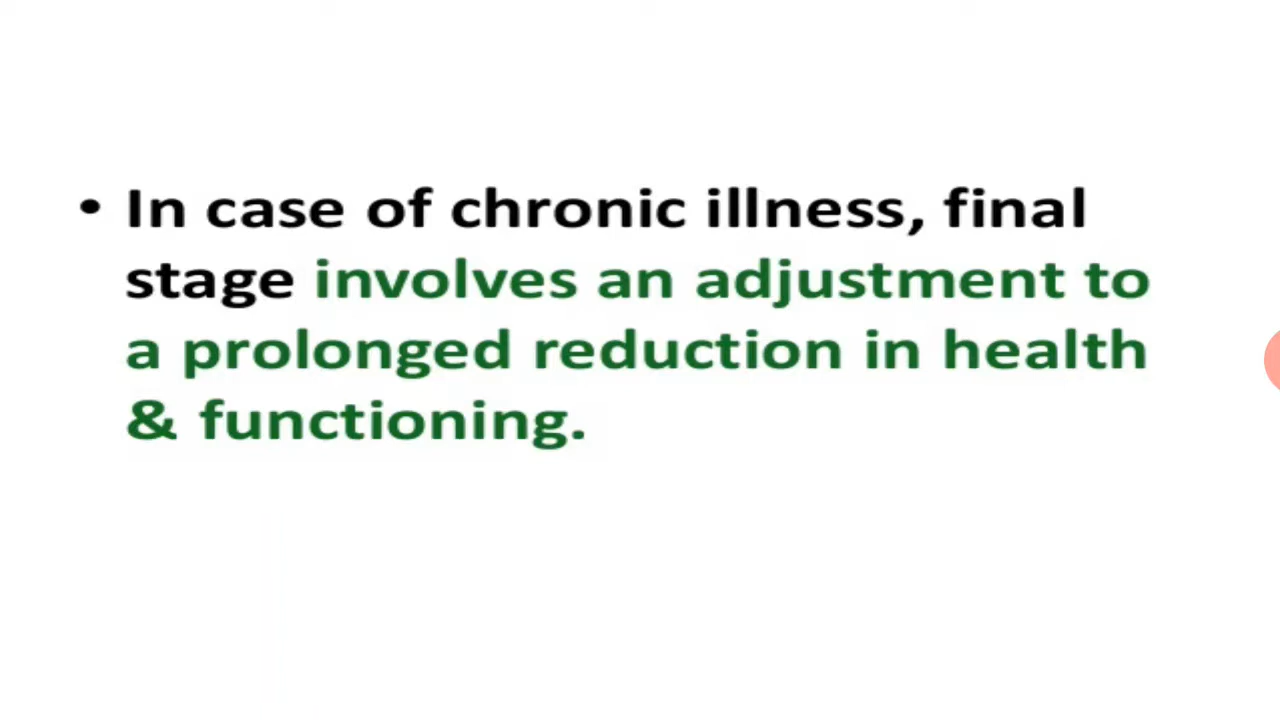 • In case of chronic illness, final
stage involves an adjustment to
a prolonged reduction in health
& functioning.